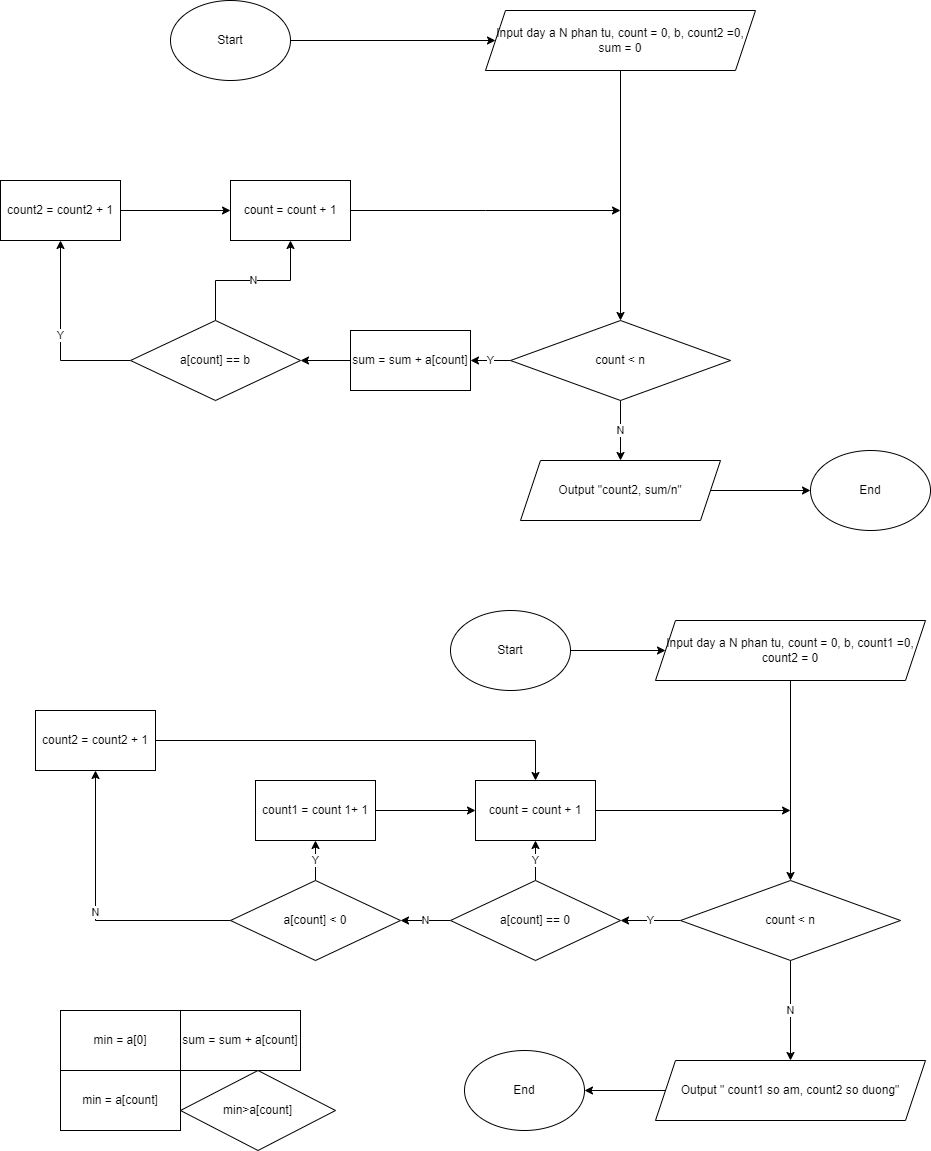 Start
Input day a N phan tu, count = 0, b, count2 =0,
sum = 0
count2 = count2 + 1
count = count + 1
N
Y
a[count] == b
sum = sum + a[count]
Y
count < n
N
Output "count2, sum/n"
End
Start
Input day a N phan tu, count = 0, b, count1 =0,
count2 = 0
count2 = count2 + 1
count1 = count 1+ 1
count = count + 1
Y
Y
N
a[count] < 0
N
a[count] == 0
Y
count < n
N
min = a[0]
sum = sum + a[count]
min = a[count]
min>a[count]
End
Output " count1 so am, count2 so duong"